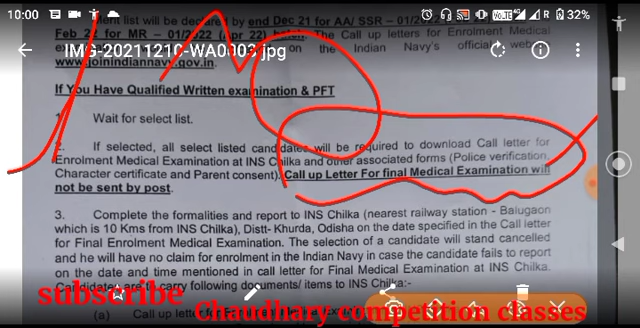 10:00 32%
ent list will be declared by end Dec 21 for AA/ SSR – 01/
Feb 2 for MR – 01/2022 (Apr 22) batch. The Call up letters for Enrolment Medical
on the Indian Navy's official
IMG-20211210-WA0003.jpg
www.joinindiannavy.gov.in.
If You Have Qualified Written examination & PFT
1. Wait for select list.
2. If selected, all select listed candidates will be required to download Call letter for
Enrolment Medical Examination at INS Chilka and other associated forms (Police verification,
Character certificate and Parent consent). Call up Letter For final Medical Examination will
not be sent by post.
3. Complete the formalities and report to INS Chilka (nearest railway station - Balugaon
which is 10 Kms from INS Chilka), Distt- Khurda, Odisha on the date specified in the Call letter
for Final Enrolment Medical Examination. The selection of a candidate will stand cancelled
and he will have no claim for enrolment in the Indian Navy in case the candidate fails to report
on the date and time mentioned in call letter for Final Medical Examination at INS Chilka.
Candidates are to carry following documents/ items to INS Chilka:-
subscribe
(a) Call up letter for
Chaudhary competition classes